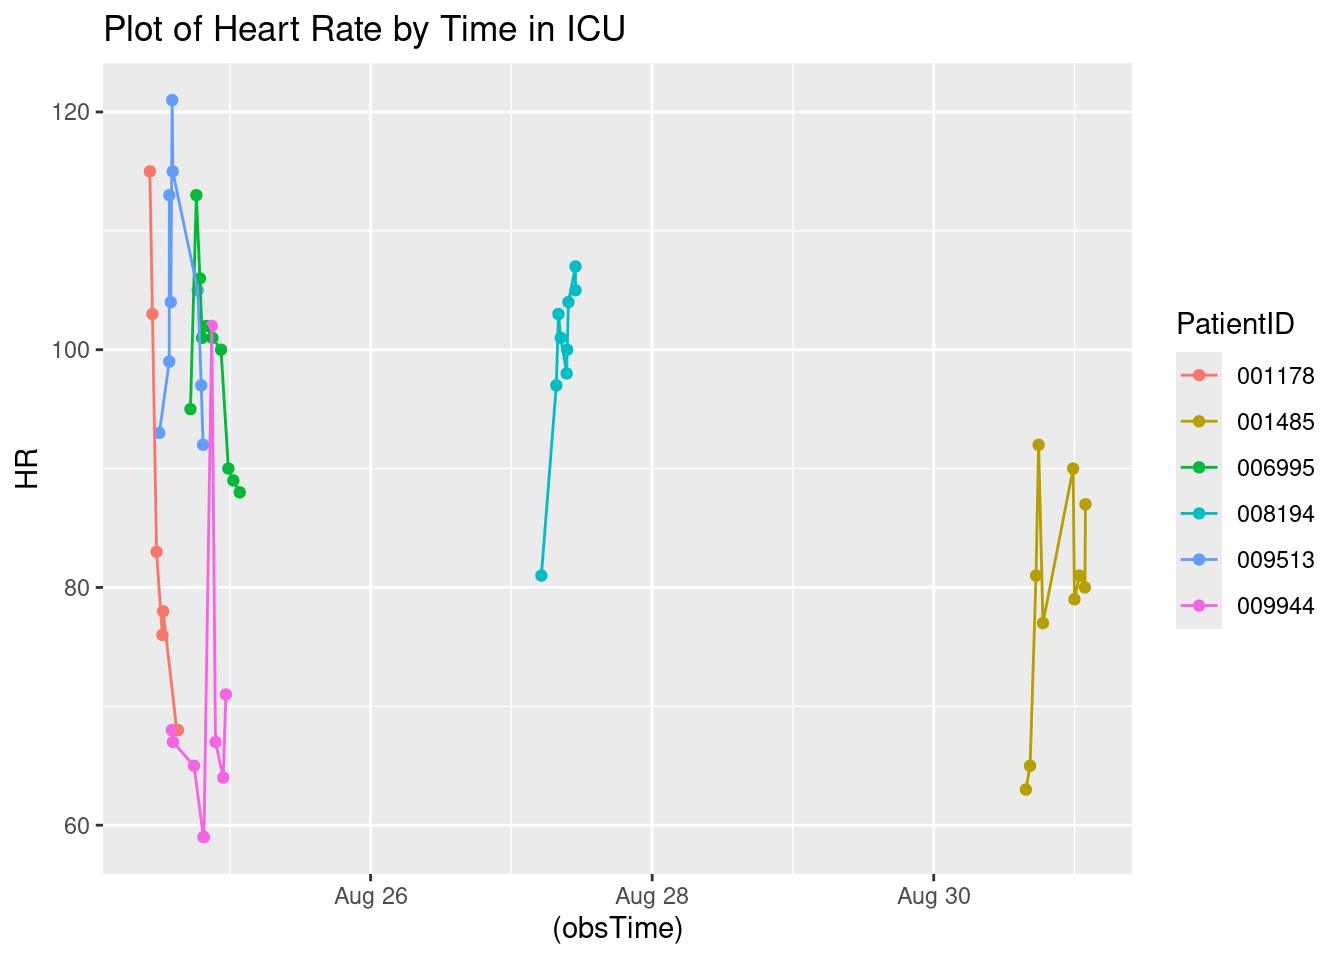 Plot of Heart Rate by Time in ICU
120
100
80
60
HR
Aug 26
Aug 28
Aug 30
(obsTime)
PatientID
001178
001485
006995
008194
009513
009944